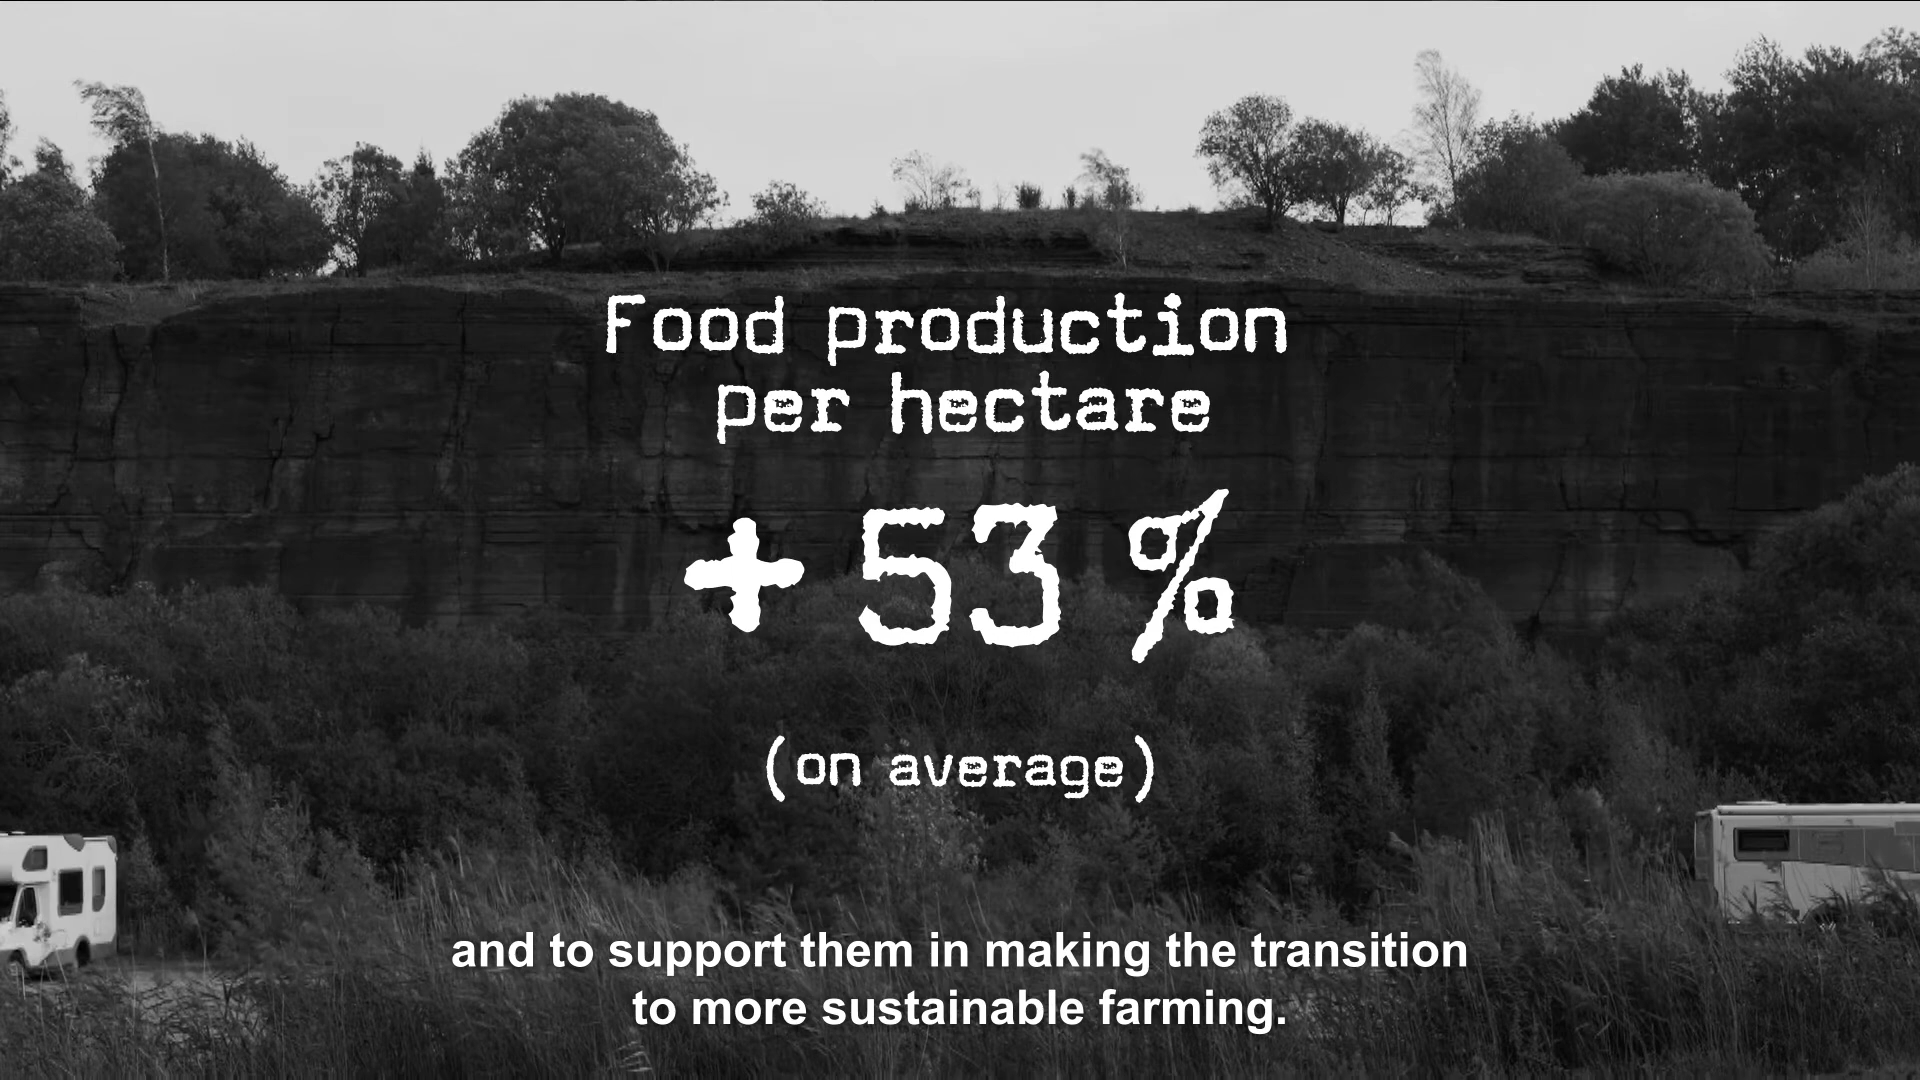 Food production
per hectare
+ 53 %
(on average)
and to support them in making the transition
to more sustainable farming.